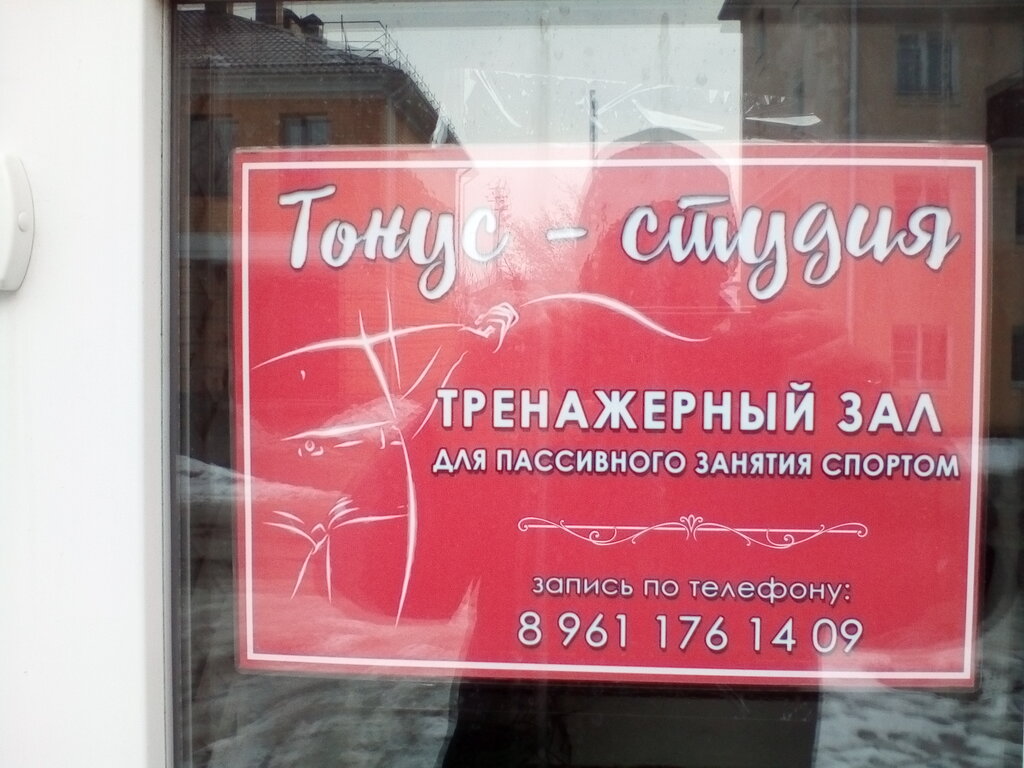 Тонус - студия
ТРЕНАЖЕРНЫЙ ЗАЛ
ДЛЯ ПАССИВНОГО ЗАНЯТИЯ СПОРТОМ
запись по телефону:
8 961 176 14 09